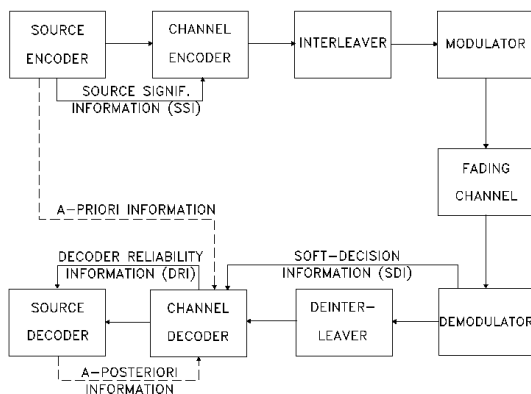 SOURCE
ENCODER
CHANNEL
ENCODER
INTERLEAVER
MODULATOR
SOURCE SIGNIF.
INFORMATION (SSI)
FADING
CHANNEL
A-PRIORI INFORMATION
DECODER RELIABILITY
INFORMATION (DRI)
SOFT-DECISION
INFORMATION (SDI)
SOURCE
DECODER
CHANNEL
DECODER
DEINTER-
LEAVER
DEMODULATOR
A-POSTERIORI
INFORMATION